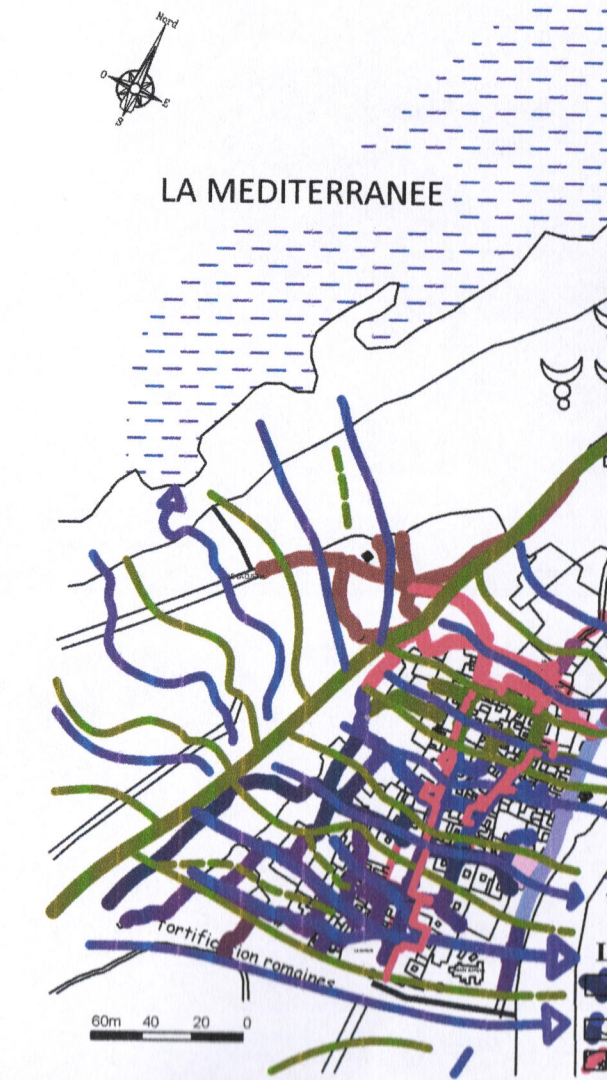 Nord
O
E
S
LA MEDITERRANEE
fortification romaines
60m 40 20 0
L